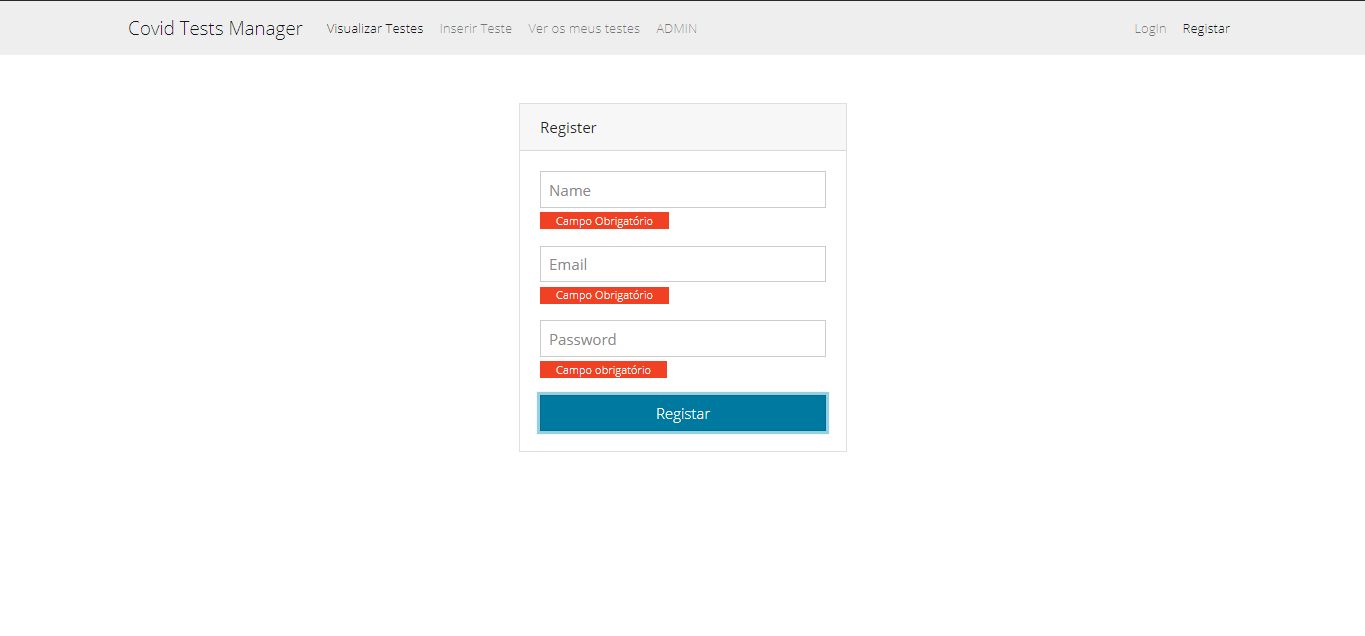 Covid Tests Manager Visualizar Testes Inserir Teste Ver os meus testes ADMIN Login Registar
Register
Name
Campo Obrigatório
Email
Campo Obrigatório
Password
Campo obrigatório
Registar